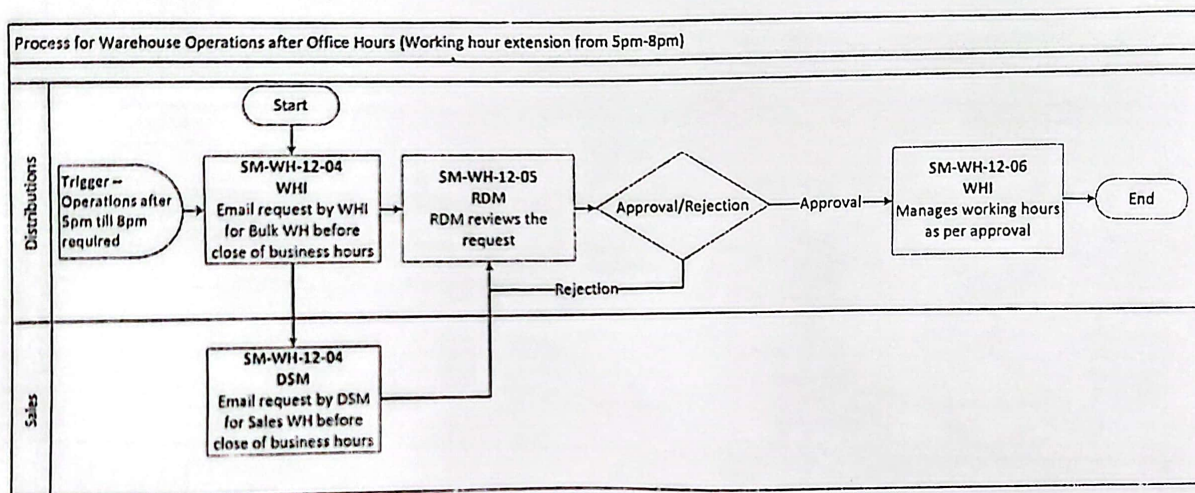 Process for Warehouse Operations after Office Hours (Working hour extension from 5pm-8pm)
Distributions
Start
Trigger –
Operations after
5pm till 8pm
required
SM-WH-12-04
WHI
Email request by WHI
for Bulk WH before
close of business hours
SM-WH-12-05
RDM
RDM reviews the
request
Approval/Rejection
Approval
Rejection
SM-WH-12-06
WHI
Manages working hours
as per approval
End
Sales
SM-WH-12-04
DSM
Email request by DSM
for Sales WH before
close of business hours